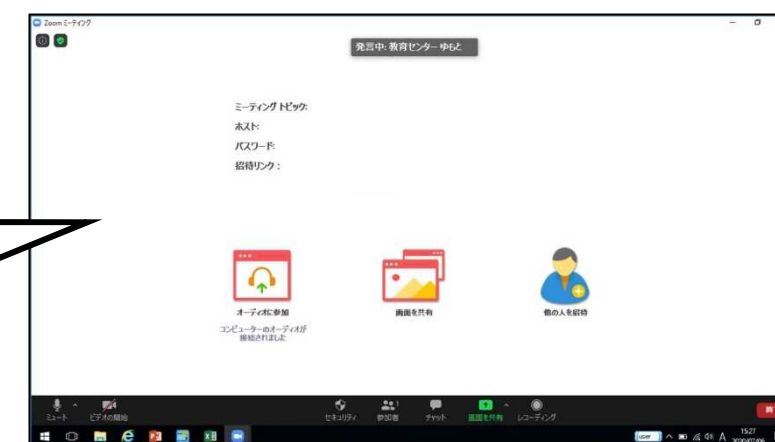 Zoom ミーティング
発言中: 教育センター ゆもと
ミーティング トピック:
ホスト:
パスワード:
招待リンク:
オーディオに参加
コンピューターのオーディオが
接続されました
画面を共有
他の人を招待
ミュート
ビデオの開始
セキュリティ
参加者
1
チャット
画面を共有
レコーディング
終
user
A
15:27
2020/07/06